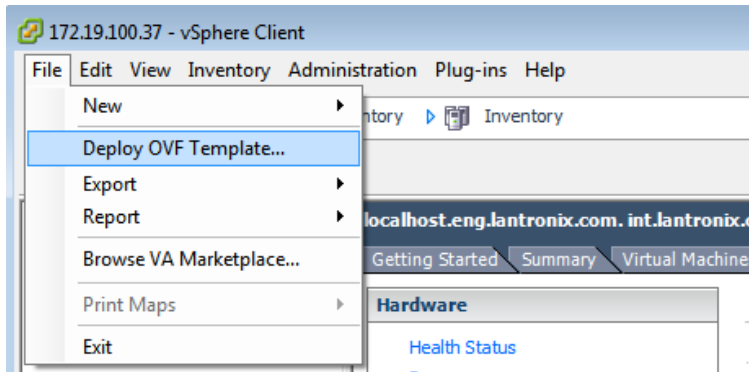 172.19.100.37 - vSphere Client
File Edit View Inventory Administration Plug-ins Help
New
Inventory
Deploy OVF Template...
Export
Report
localhost.eng.lantronix.com. int.lantronix.
Browse VA Marketplace...
Getting Started Summary Virtual Machine
Print Maps
Hardware
Exit
Health Status